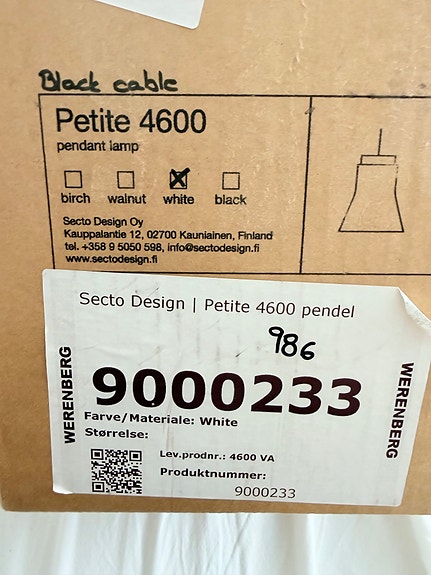 Black cable
Petite 4600
pendant lamp
birch walnut white black
Secto Design Oy
Kauppalantie 12, 02700 Kauniainen, Finland
tel. +358 9 5050 598, info@sectodesign.fi
www.sectodesign.fi
Secto Design | Petite 4600 pendel
986
WERENBERG
9000233
WERENBERG
Farve/Materiale: White
Størrelse:
Lev.prodnr.: 4600 VA
Produktnummer:
9000233